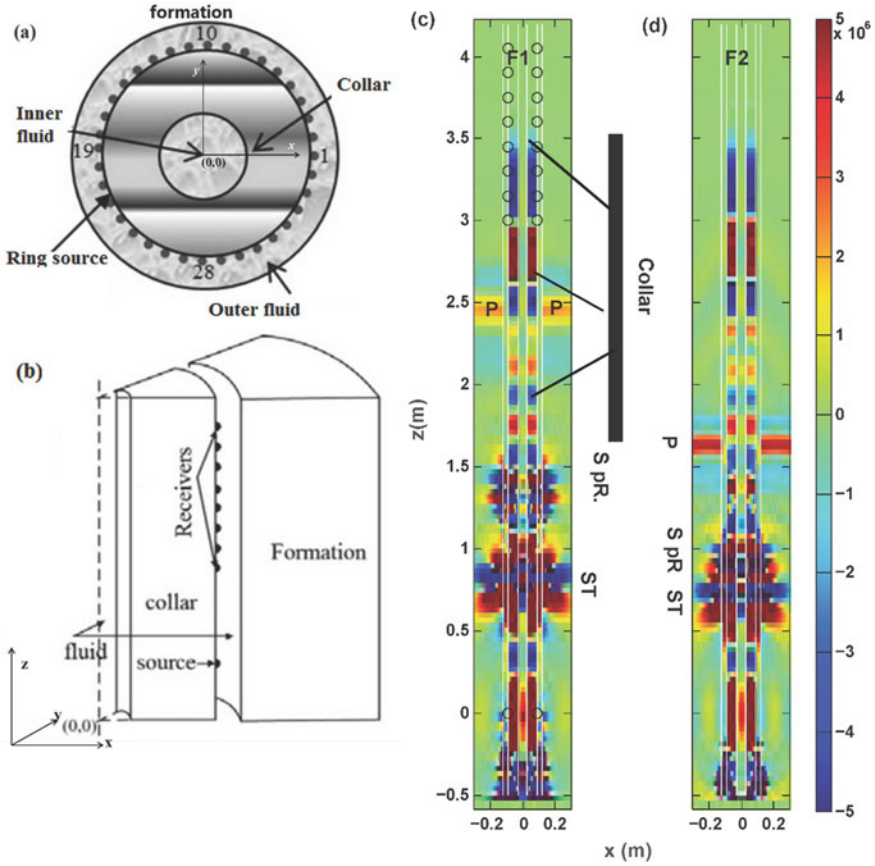 formation
(a)
10
y
Collar
Inner
fluid
x
(0,0)
19
1
Ring source
28
Outer fluid
(b)
Receivers
Formation
collar
fluid
source
z
y
(0,0)
x
(c)
F1
4
3.5
3
2.5
2
1.5
1
0.5
0
−0.5
z(m)
P
P
Collar
S pR.
ST
−0.2
0
0.2
x (m)
(d)
F2
P
S pR ST
−0.2
0
0.2
5
x 10⁶
4
3
2
1
0
−1
−2
−3
−4
−5